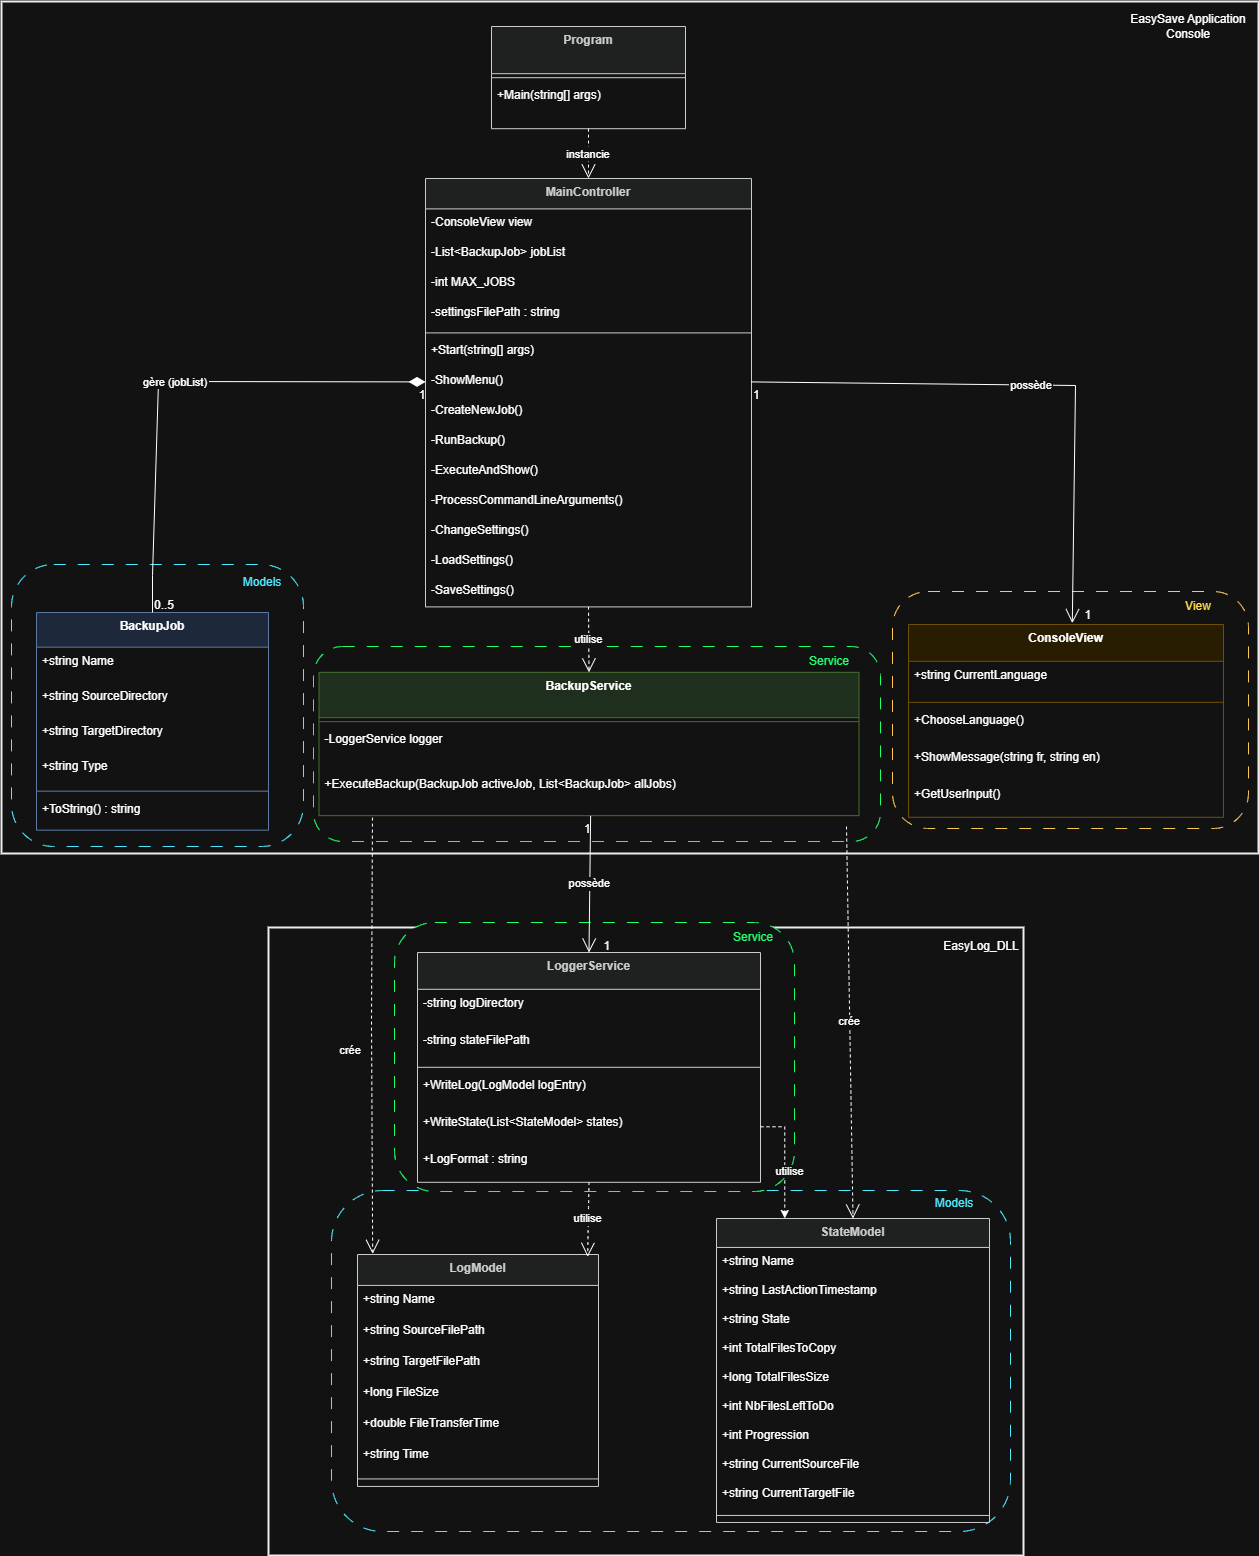 EasySave Application
Console
Program
+Main(string[] args)
instancie
MainController
-ConsoleView view
-List<BackupJob> jobList
-int MAX_JOBS
-settingsFilePath : string
+Start(string[] args)
-ShowMenu()
-CreateNewJob()
-RunBackup()
-ExecuteAndShow()
-ProcessCommandLineArguments()
-ChangeSettings()
-LoadSettings()
-SaveSettings()
gère (jobList)
1
1
possède
utilise
Models
0..5
BackupJob
+string Name
+string SourceDirectory
+string TargetDirectory
+string Type
+ToString() : string
Service
BackupService
-LoggerService logger
+ExecuteBackup(BackupJob activeJob, List<BackupJob> allJobs)
View
1
ConsoleView
+string CurrentLanguage
+ChooseLanguage()
+ShowMessage(string fr, string en)
+GetUserInput()
1
possède
1
EasyLog_DLL
Service
LoggerService
-string logDirectory
-string stateFilePath
+WriteLog(LogModel logEntry)
+WriteState(List<StateModel> states)
+LogFormat : string
crée
crée
utilise
utilise
Models
LogModel
+string Name
+string SourceFilePath
+string TargetFilePath
+long FileSize
+double FileTransferTime
+string Time
StateModel
+string Name
+string LastActionTimestamp
+string State
+int TotalFilesToCopy
+long TotalFilesSize
+int NbFilesLeftToDo
+int Progression
+string CurrentSourceFile
+string CurrentTargetFile